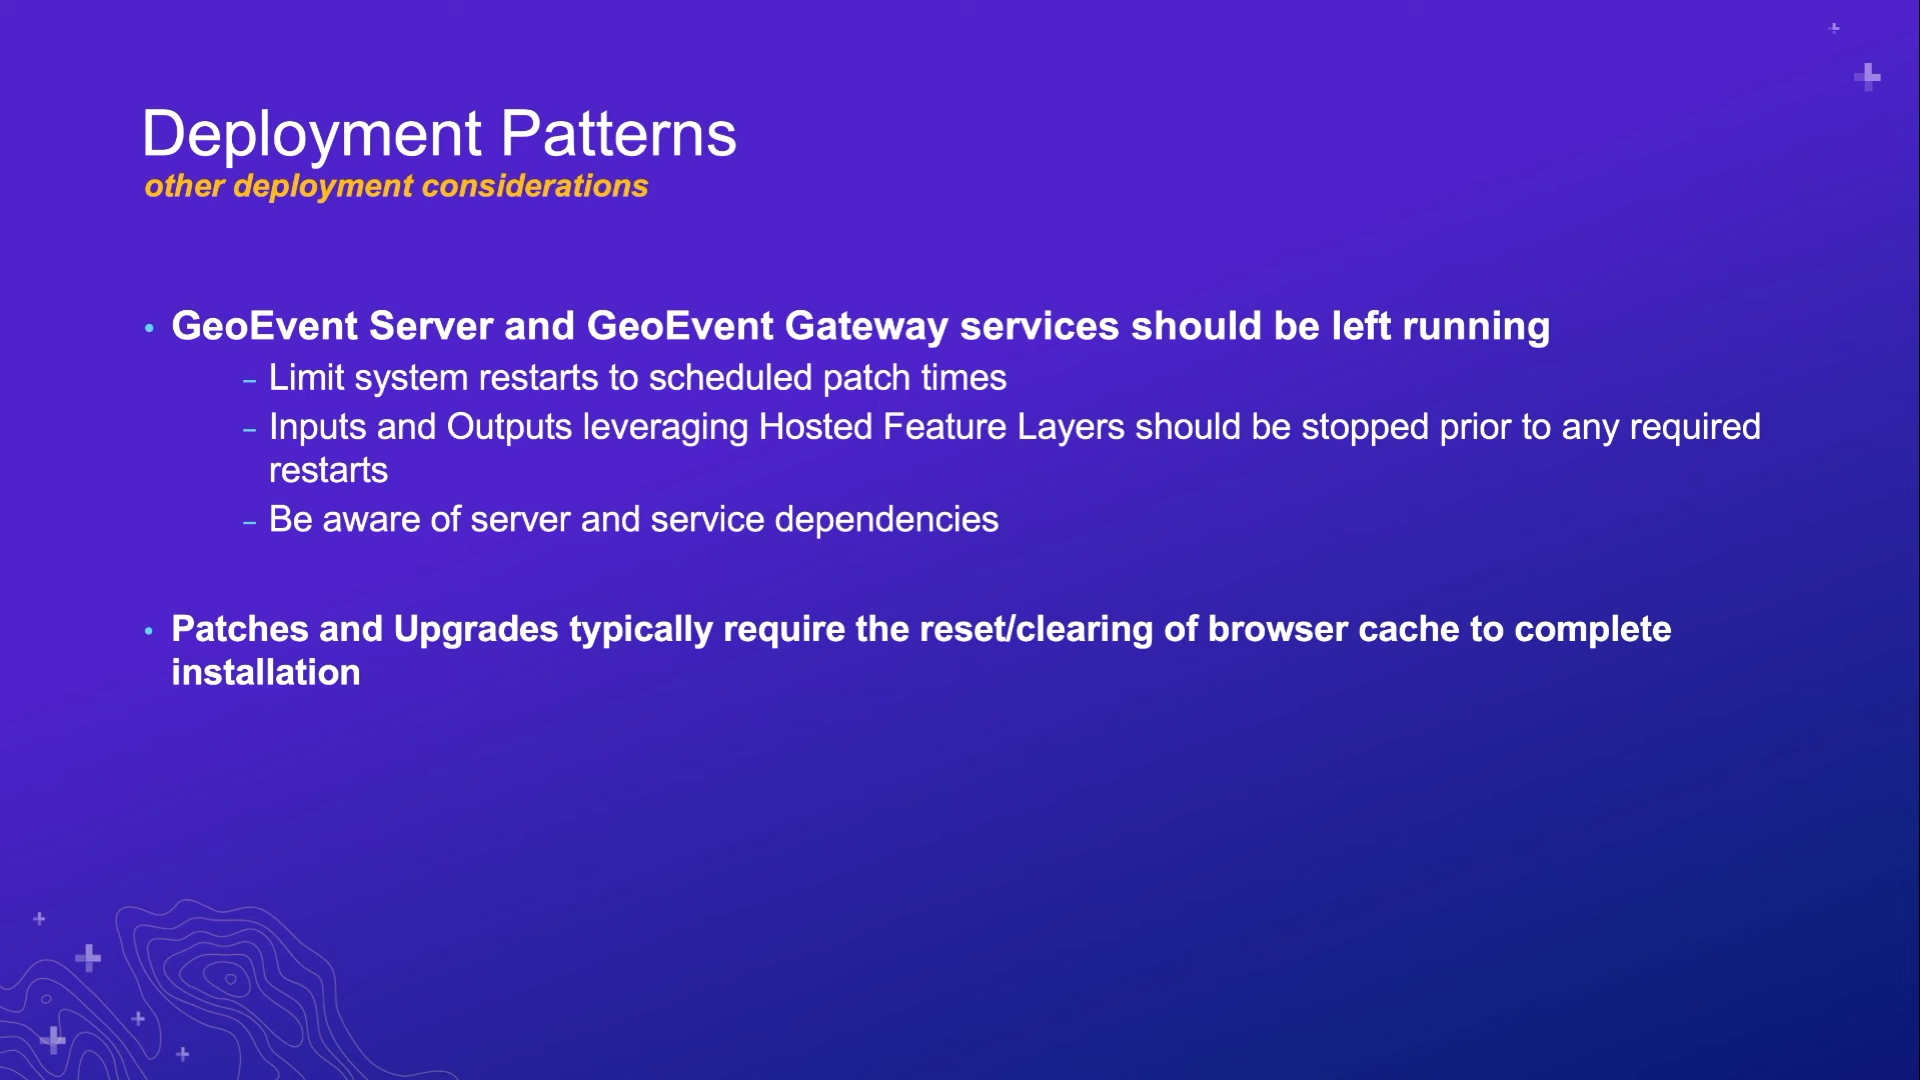 Deployment Patterns
other deployment considerations
• GeoEvent Server and GeoEvent Gateway services should be left running
– Limit system restarts to scheduled patch times
– Inputs and Outputs leveraging Hosted Feature Layers should be stopped prior to any required
restarts
– Be aware of server and service dependencies
• Patches and Upgrades typically require the reset/clearing of browser cache to complete
installation